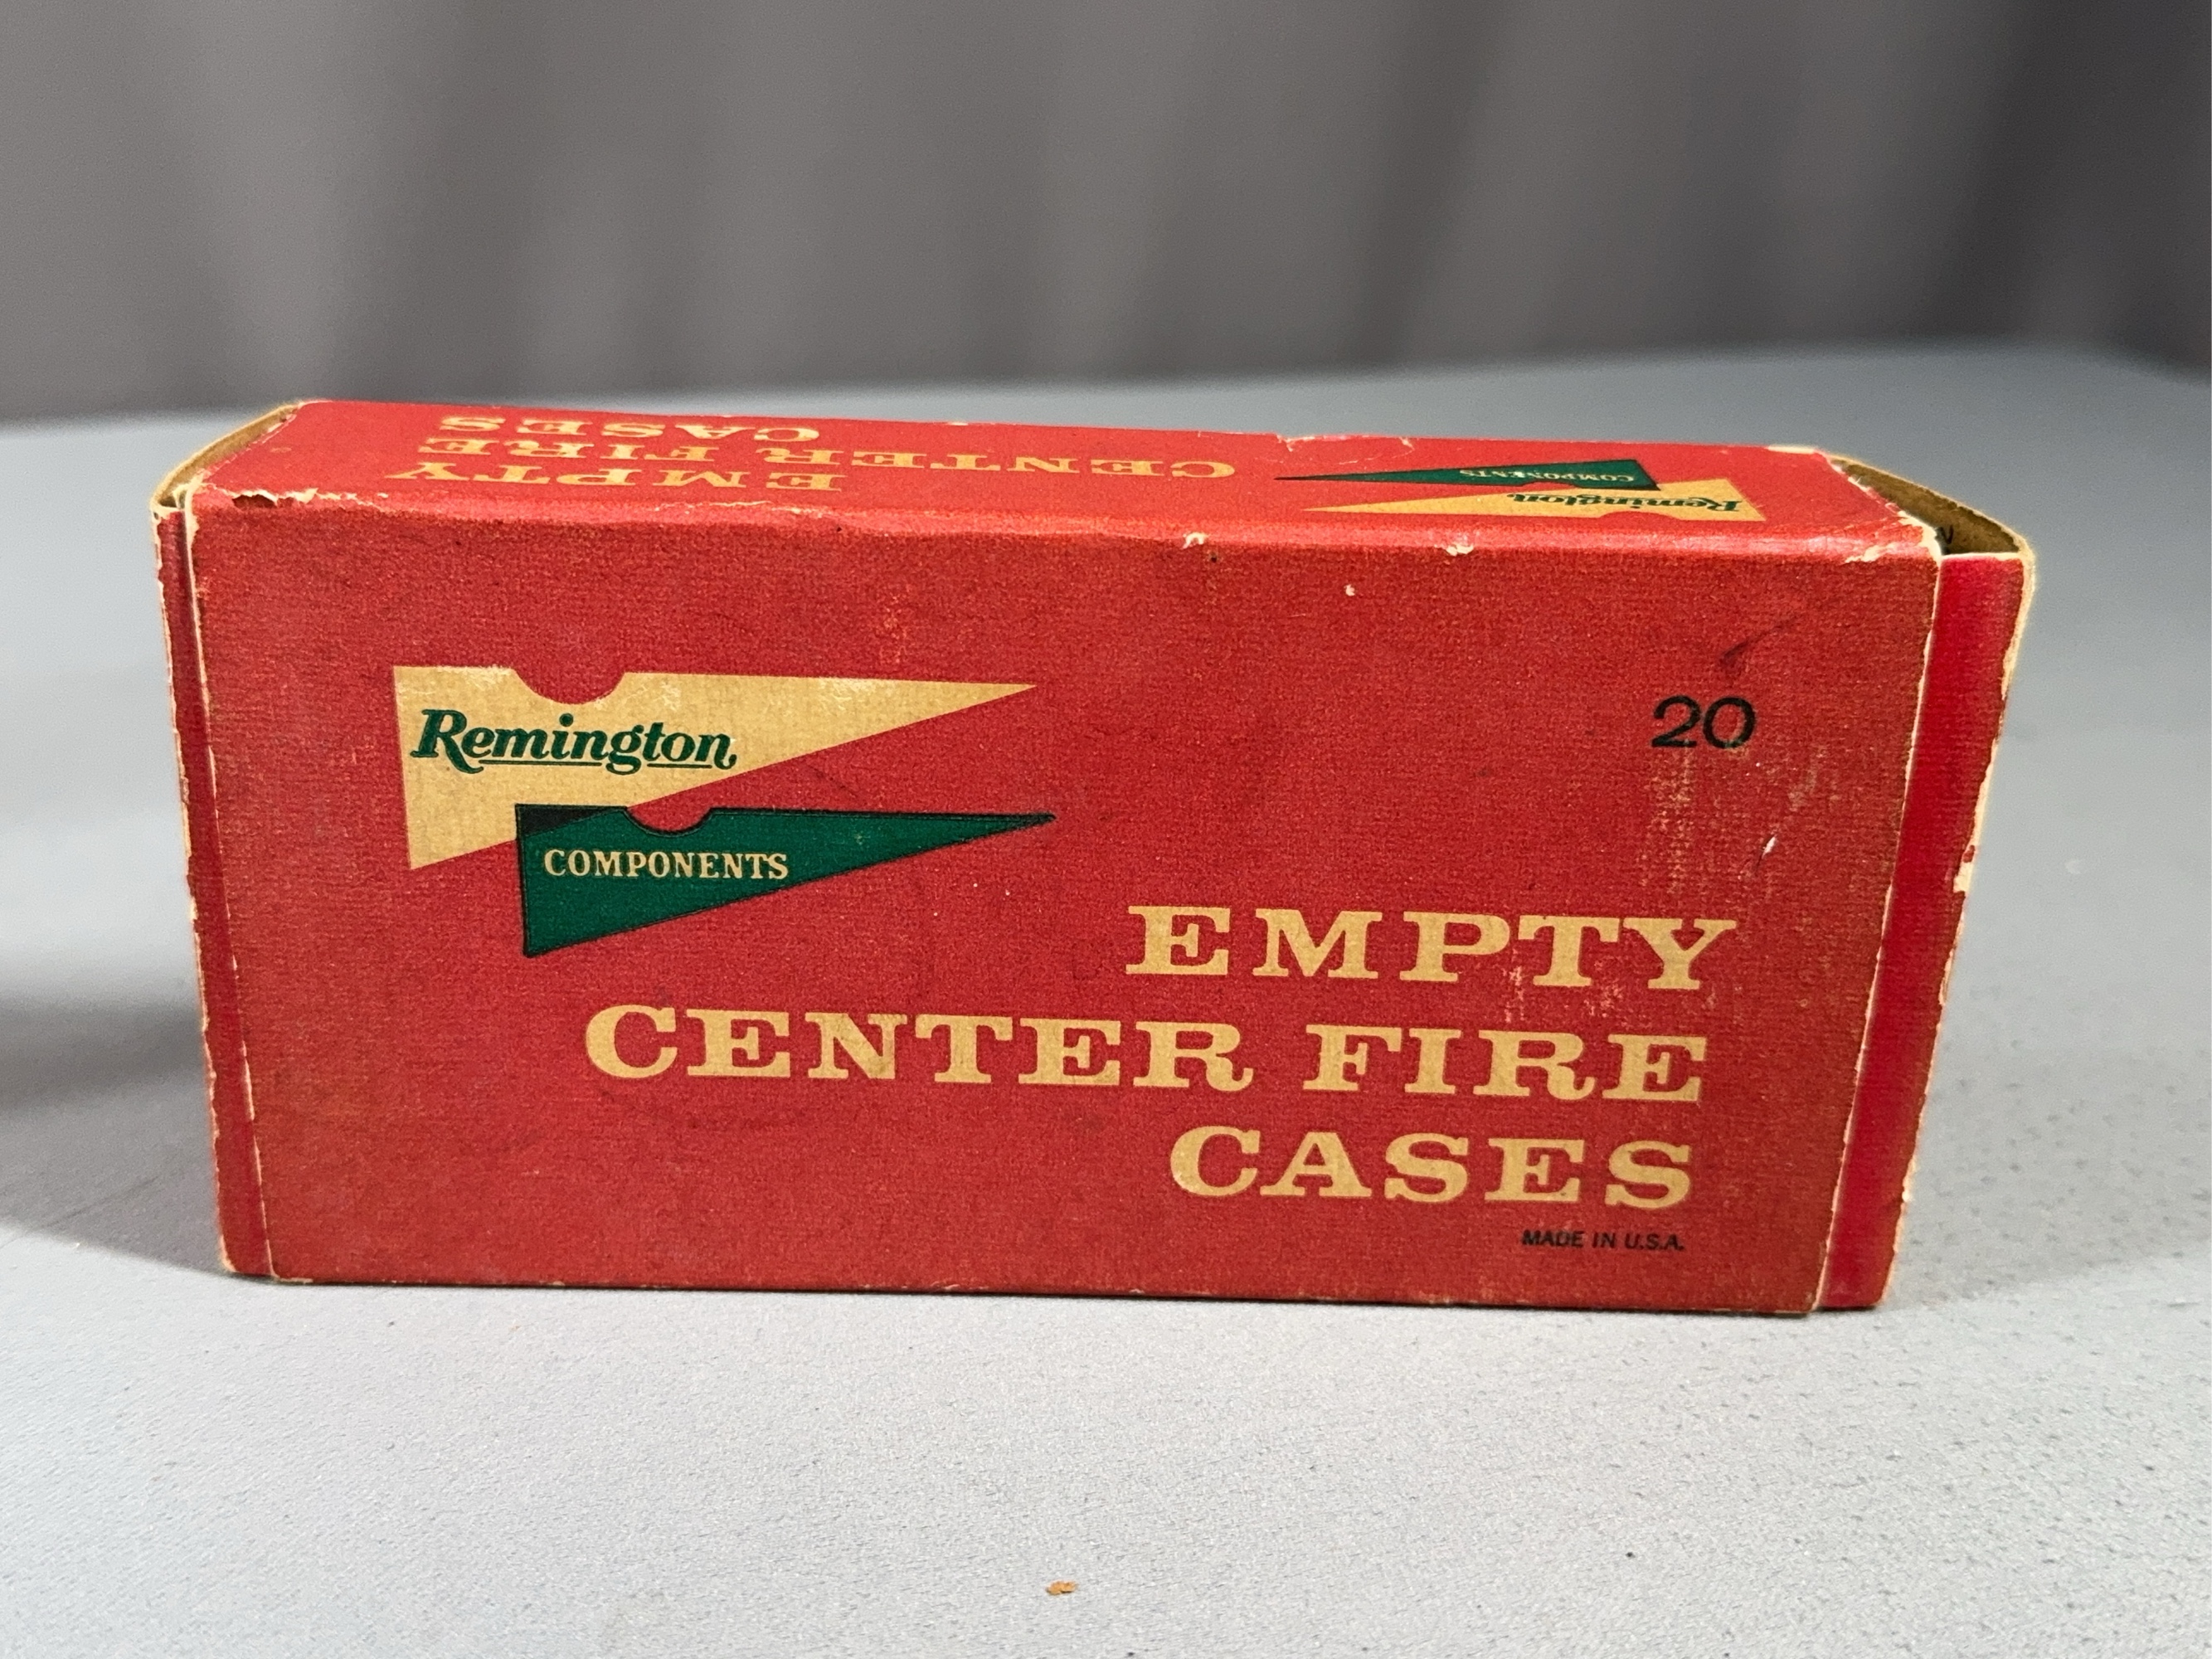 EMPTY
CENTER FIRE
CASES
Remington
COMPONENTS
Remington
COMPONENTS
20
EMPTY
CENTER FIRE
CASES
MADE IN U.S.A.